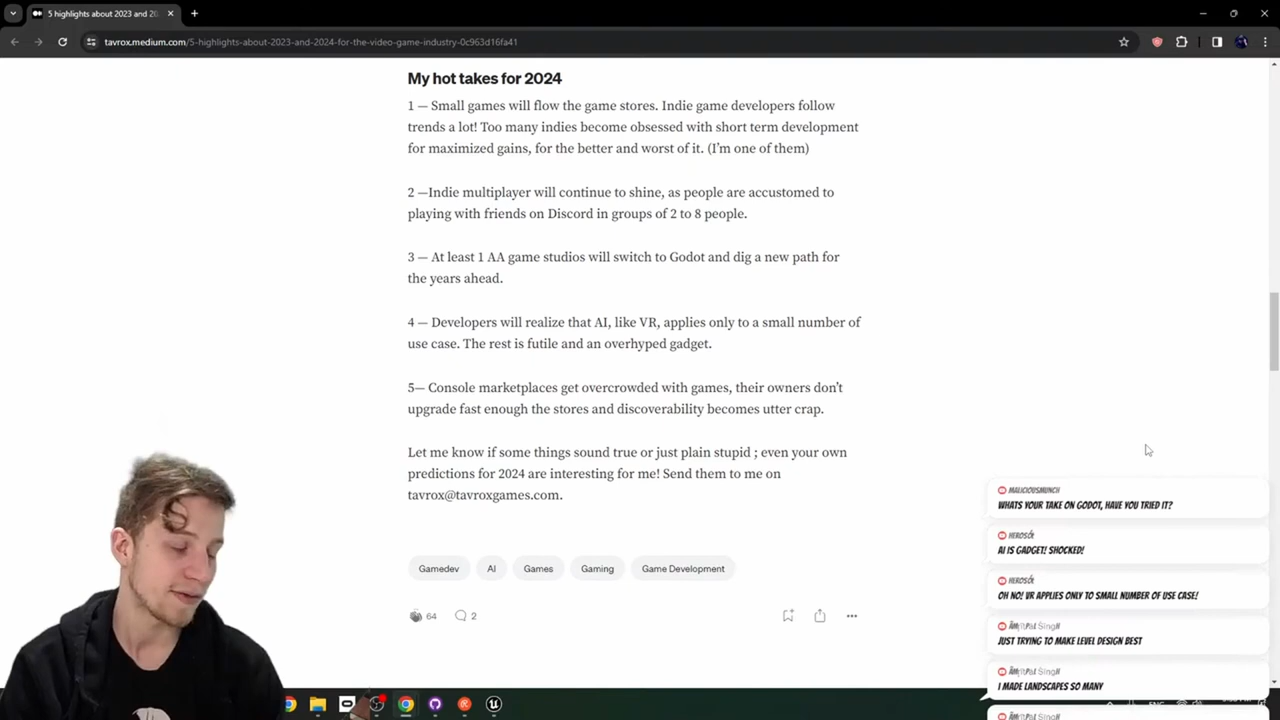 5 highlights about 2023 and 20
tavrox.medium.com/5-highlights-about-2023-and-2024-for-the-video-game-industry-0c963d16fa41
My hot takes for 2024
1 — Small games will flow the game stores. Indie game developers follow
trends a lot! Too many indies become obsessed with short term development
for maximized gains, for the better and worst of it. (I'm one of them)
2 —Indie multiplayer will continue to shine, as people are accustomed to
playing with friends on Discord in groups of 2 to 8 people.
3 — At least 1 AA game studios will switch to Godot and dig a new path for
the years ahead.
4 — Developers will realize that AI, like VR, applies only to a small number of
use case. The rest is futile and an overhyped gadget.
5— Console marketplaces get overcrowded with games, their owners don't
upgrade fast enough the stores and discoverability becomes utter crap.
Let me know if some things sound true or just plain stupid ; even your own
predictions for 2024 are interesting for me! Send them to me on
tavrox@tavroxgames.com.
Gamedev AI Games Gaming Game Development
64 2
MALICIOUSMUNCH
WHATS YOUR TAKE ON GODOT, HAVE YOU TRIED IT?
AI IS GADGET! SHOCKED!
OH NO! VR APPLIES ONLY TO SMALL NUMBER OF USE CASE!
JUST TRYING TO MAKE LEVEL DESIGN BEST
I MADE LANDSCAPES SO MANY